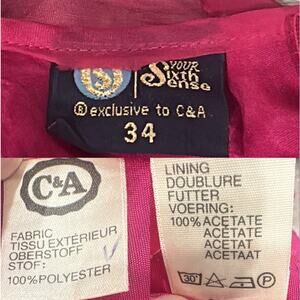 S
YOUR
Sixth
Sense
® exclusive to C&A
34
C&A
FABRIC
TISSU EXTÉRIEUR
OBERSTOFF
STOF:
100%POLYESTER
LINING
DOUBLURE
FUTTER
VOERING:
100% ACETATE
ACÉTATE
ACETAT
ACETAAT
30°
P